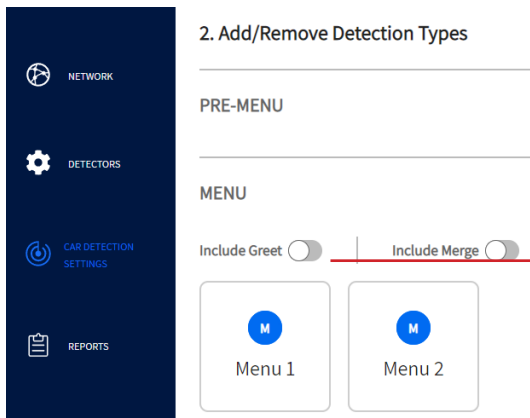 2. Add/Remove Detection Types
NETWORK
PRE-MENU
DETECTORS
MENU
CAR DETECTION
SETTINGS
Include Greet
Include Merge
M
Menu 1
M
Menu 2
REPORTS